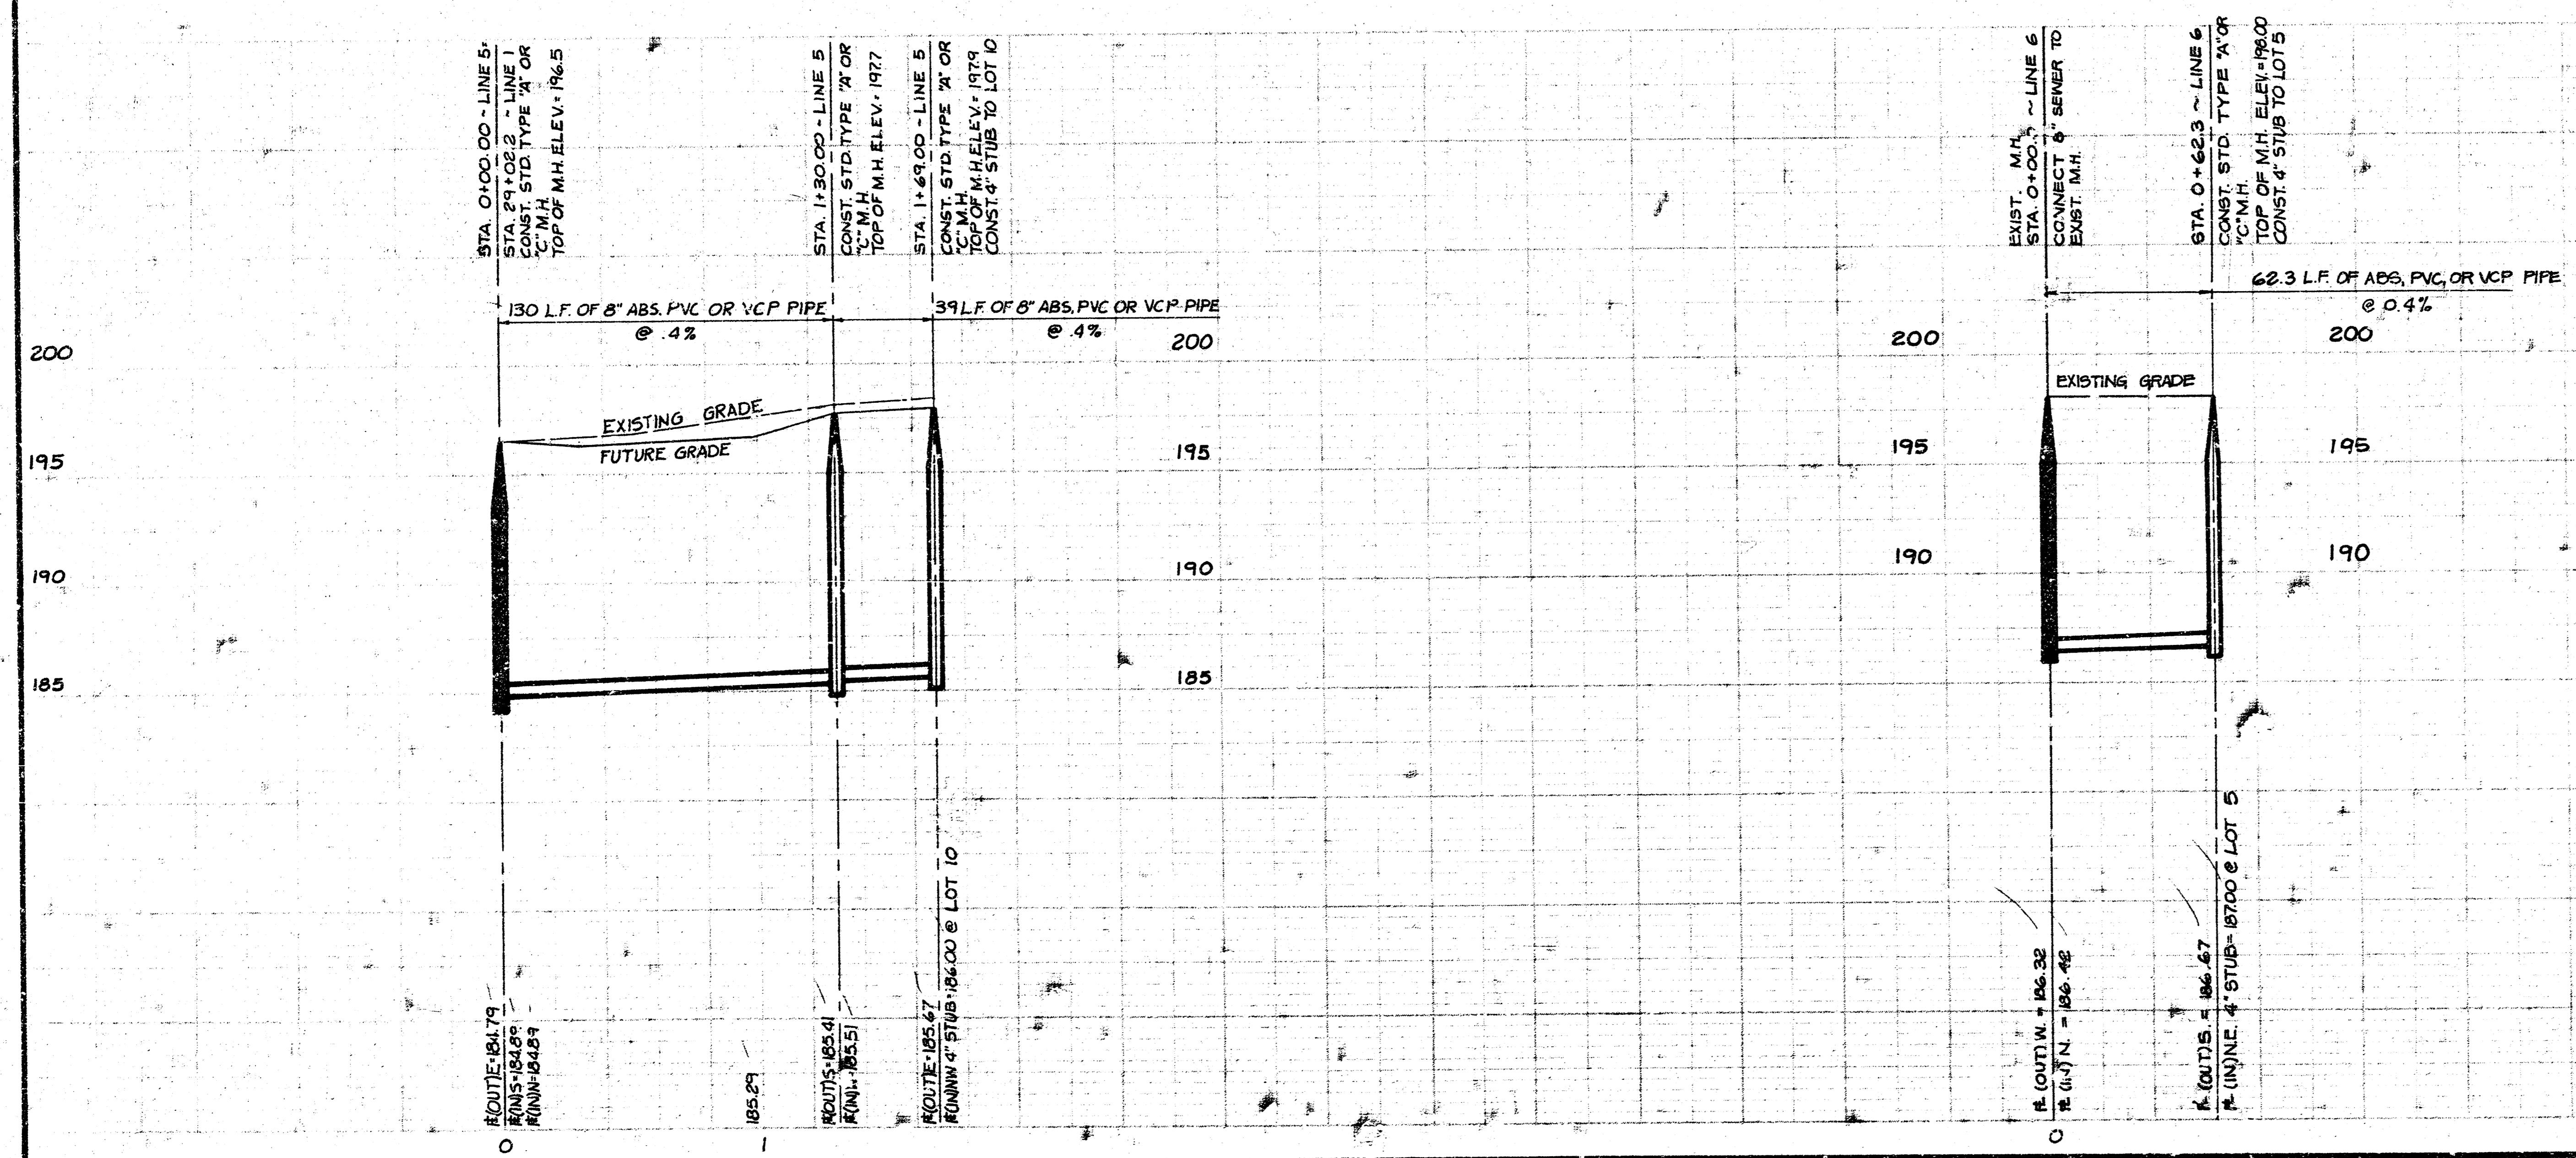 STA. 0+00.00 ~ LINE 5=
STA. 29+02.2 ~ LINE 1
CONST. STD. TYPE "A" OR
"C" M.H.
TOP OF M.H. ELEV. = 196.5
STA. 1+30.00 ~ LINE 5
CONST. STD. TYPE "A" OR
"C" M.H.
TOP OF M.H. ELEV. = 197.7
STA. 1+69.00 ~ LINE 5
CONST. STD. TYPE "A" OR
"C" M.H.
TOP OF M.H. ELEV. = 197.9
CONST. 4" STUB TO LOT 10
EXIST. M.H.
STA. 0+00. ~ LINE 6
CONNECT 8" SEWER TO
EXIST. M.H.
STA. 0+62.3 ~ LINE 6
CONST. STD. TYPE "A" OR
"C" M.H.
TOP OF M.H. ELEV. = 198.00
CONST. 4" STUB TO LOT 5
130 L.F. OF 8" ABS. PVC OR VCP PIPE
@ .4%
39 L.F. OF 8" ABS. PVC OR VCP PIPE
@ .4%
62.3 L.F. OF ABS, PVC, OR VCP PIPE
@ 0.4%
200
200
200
200
EXISTING GRADE
FUTURE GRADE
EXISTING GRADE
195
195
195
195
190
190
190
190
185
185
(OUT)E=184.79
(IN)S=184.89
(IN)N=184.89
185.29
(OUT)S=185.41
(IN) =185.51
(OUT)E=185.67
(IN)NW 4" STUB=186.00 @ LOT 10
(OUT) W. = 186.32
(IN) N. = 186.42
(OUT) S. = 186.67
(IN) N.E. 4" STUB = 187.00 @ LOT 5
0
1
0